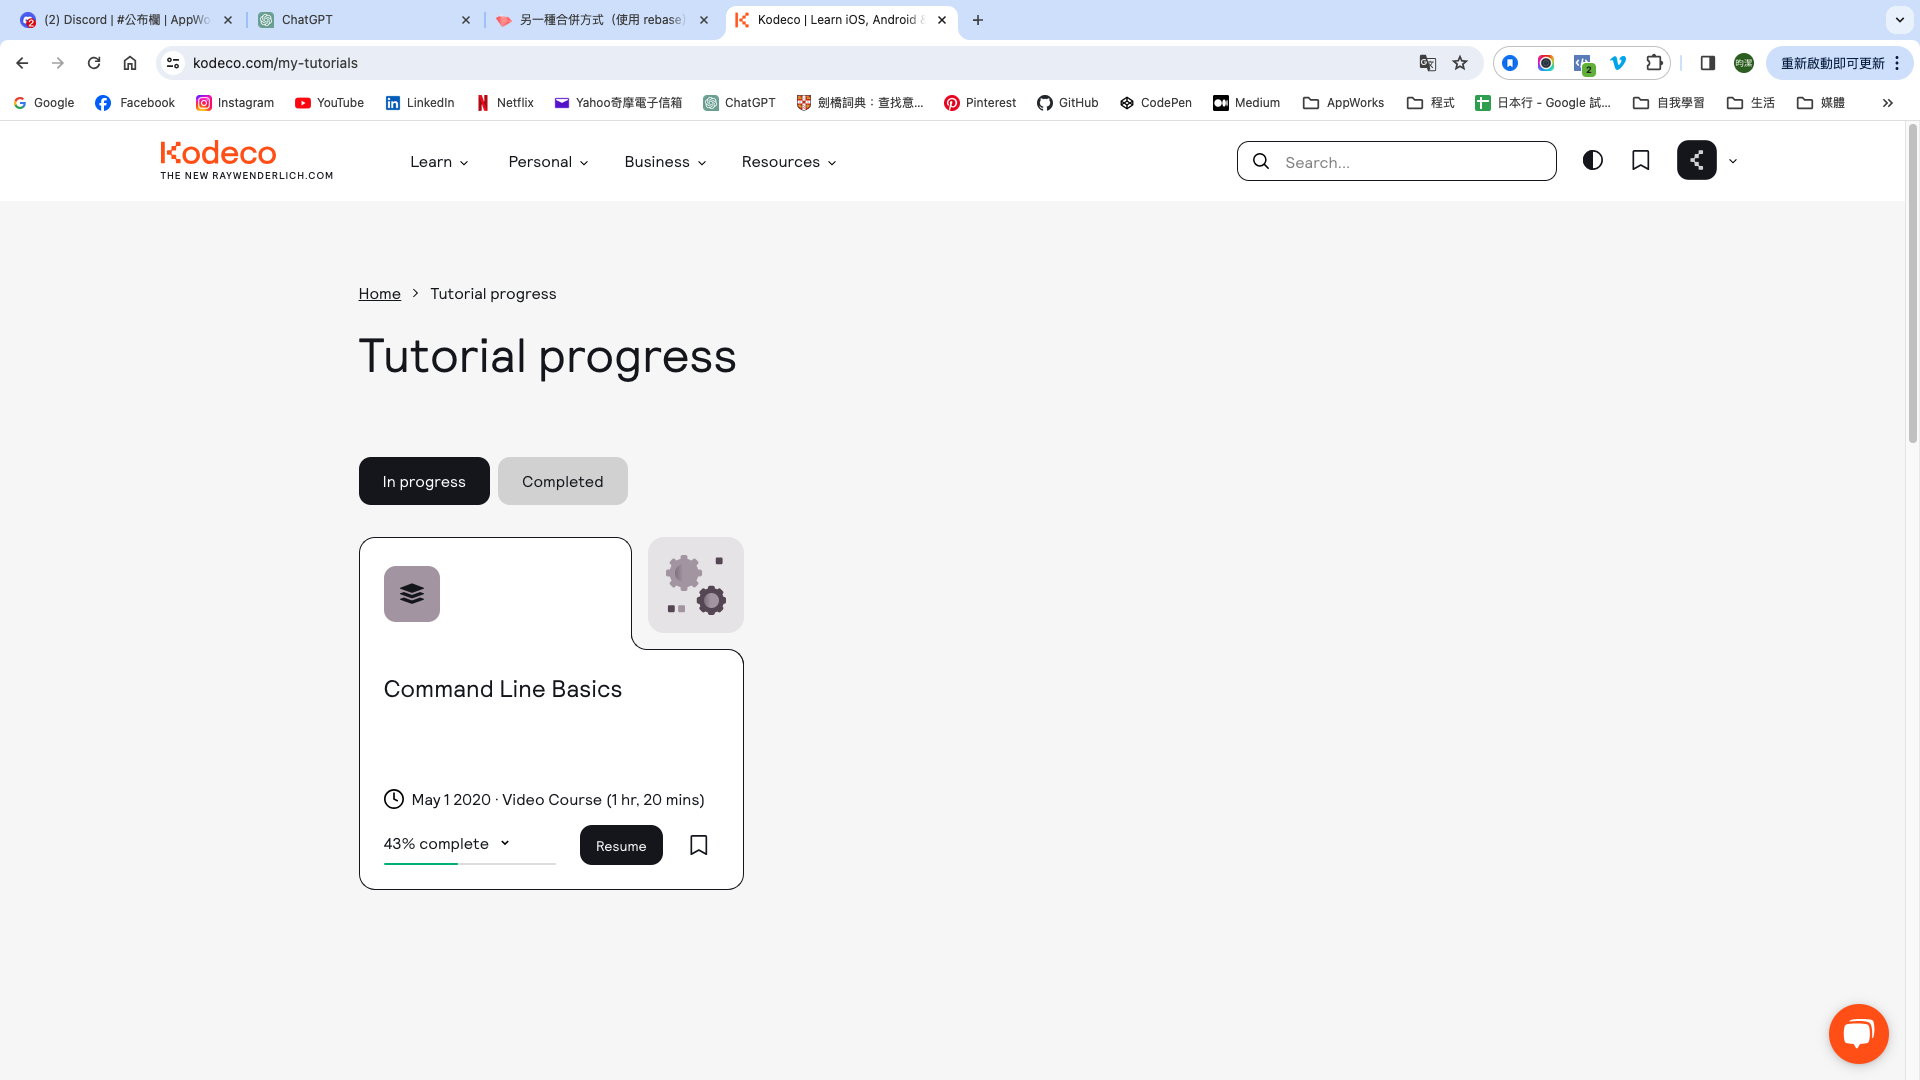 (2) Discord | #公布欄 | AppWo
ChatGPT
另一種合併方式（使用 rebase）
Kodeco | Learn iOS, Android &
kodeco.com/my-tutorials
2
昀潔
重新啟動即可更新
Google
Facebook
Instagram
YouTube
LinkedIn
Netflix
Yahoo奇摩電子信箱
ChatGPT
劍橋詞典：查找意...
Pinterest
GitHub
CodePen
Medium
AppWorks
程式
日本行 - Google 試...
自我學習
生活
媒體
Kodeco
THE NEW RAYWENDERLICH.COM
Learn
Personal
Business
Resources
Search...
Home
Tutorial progress
Tutorial progress
In progress
Completed
Command Line Basics
May 1 2020 · Video Course (1 hr, 20 mins)
43% complete
Resume